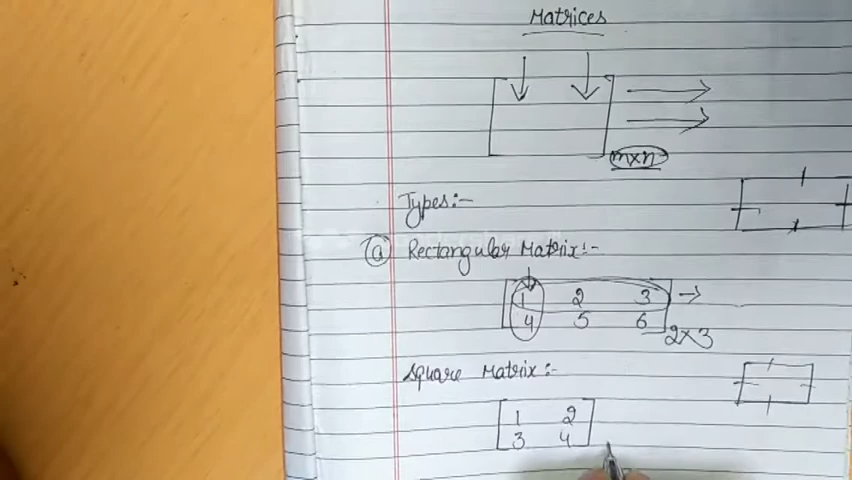 Matrices
m×n
Types:-
(a) Rectangular Matrix:-
1 2 3
4 5 6
2×3
Square Matrix:-
1 2
3 4